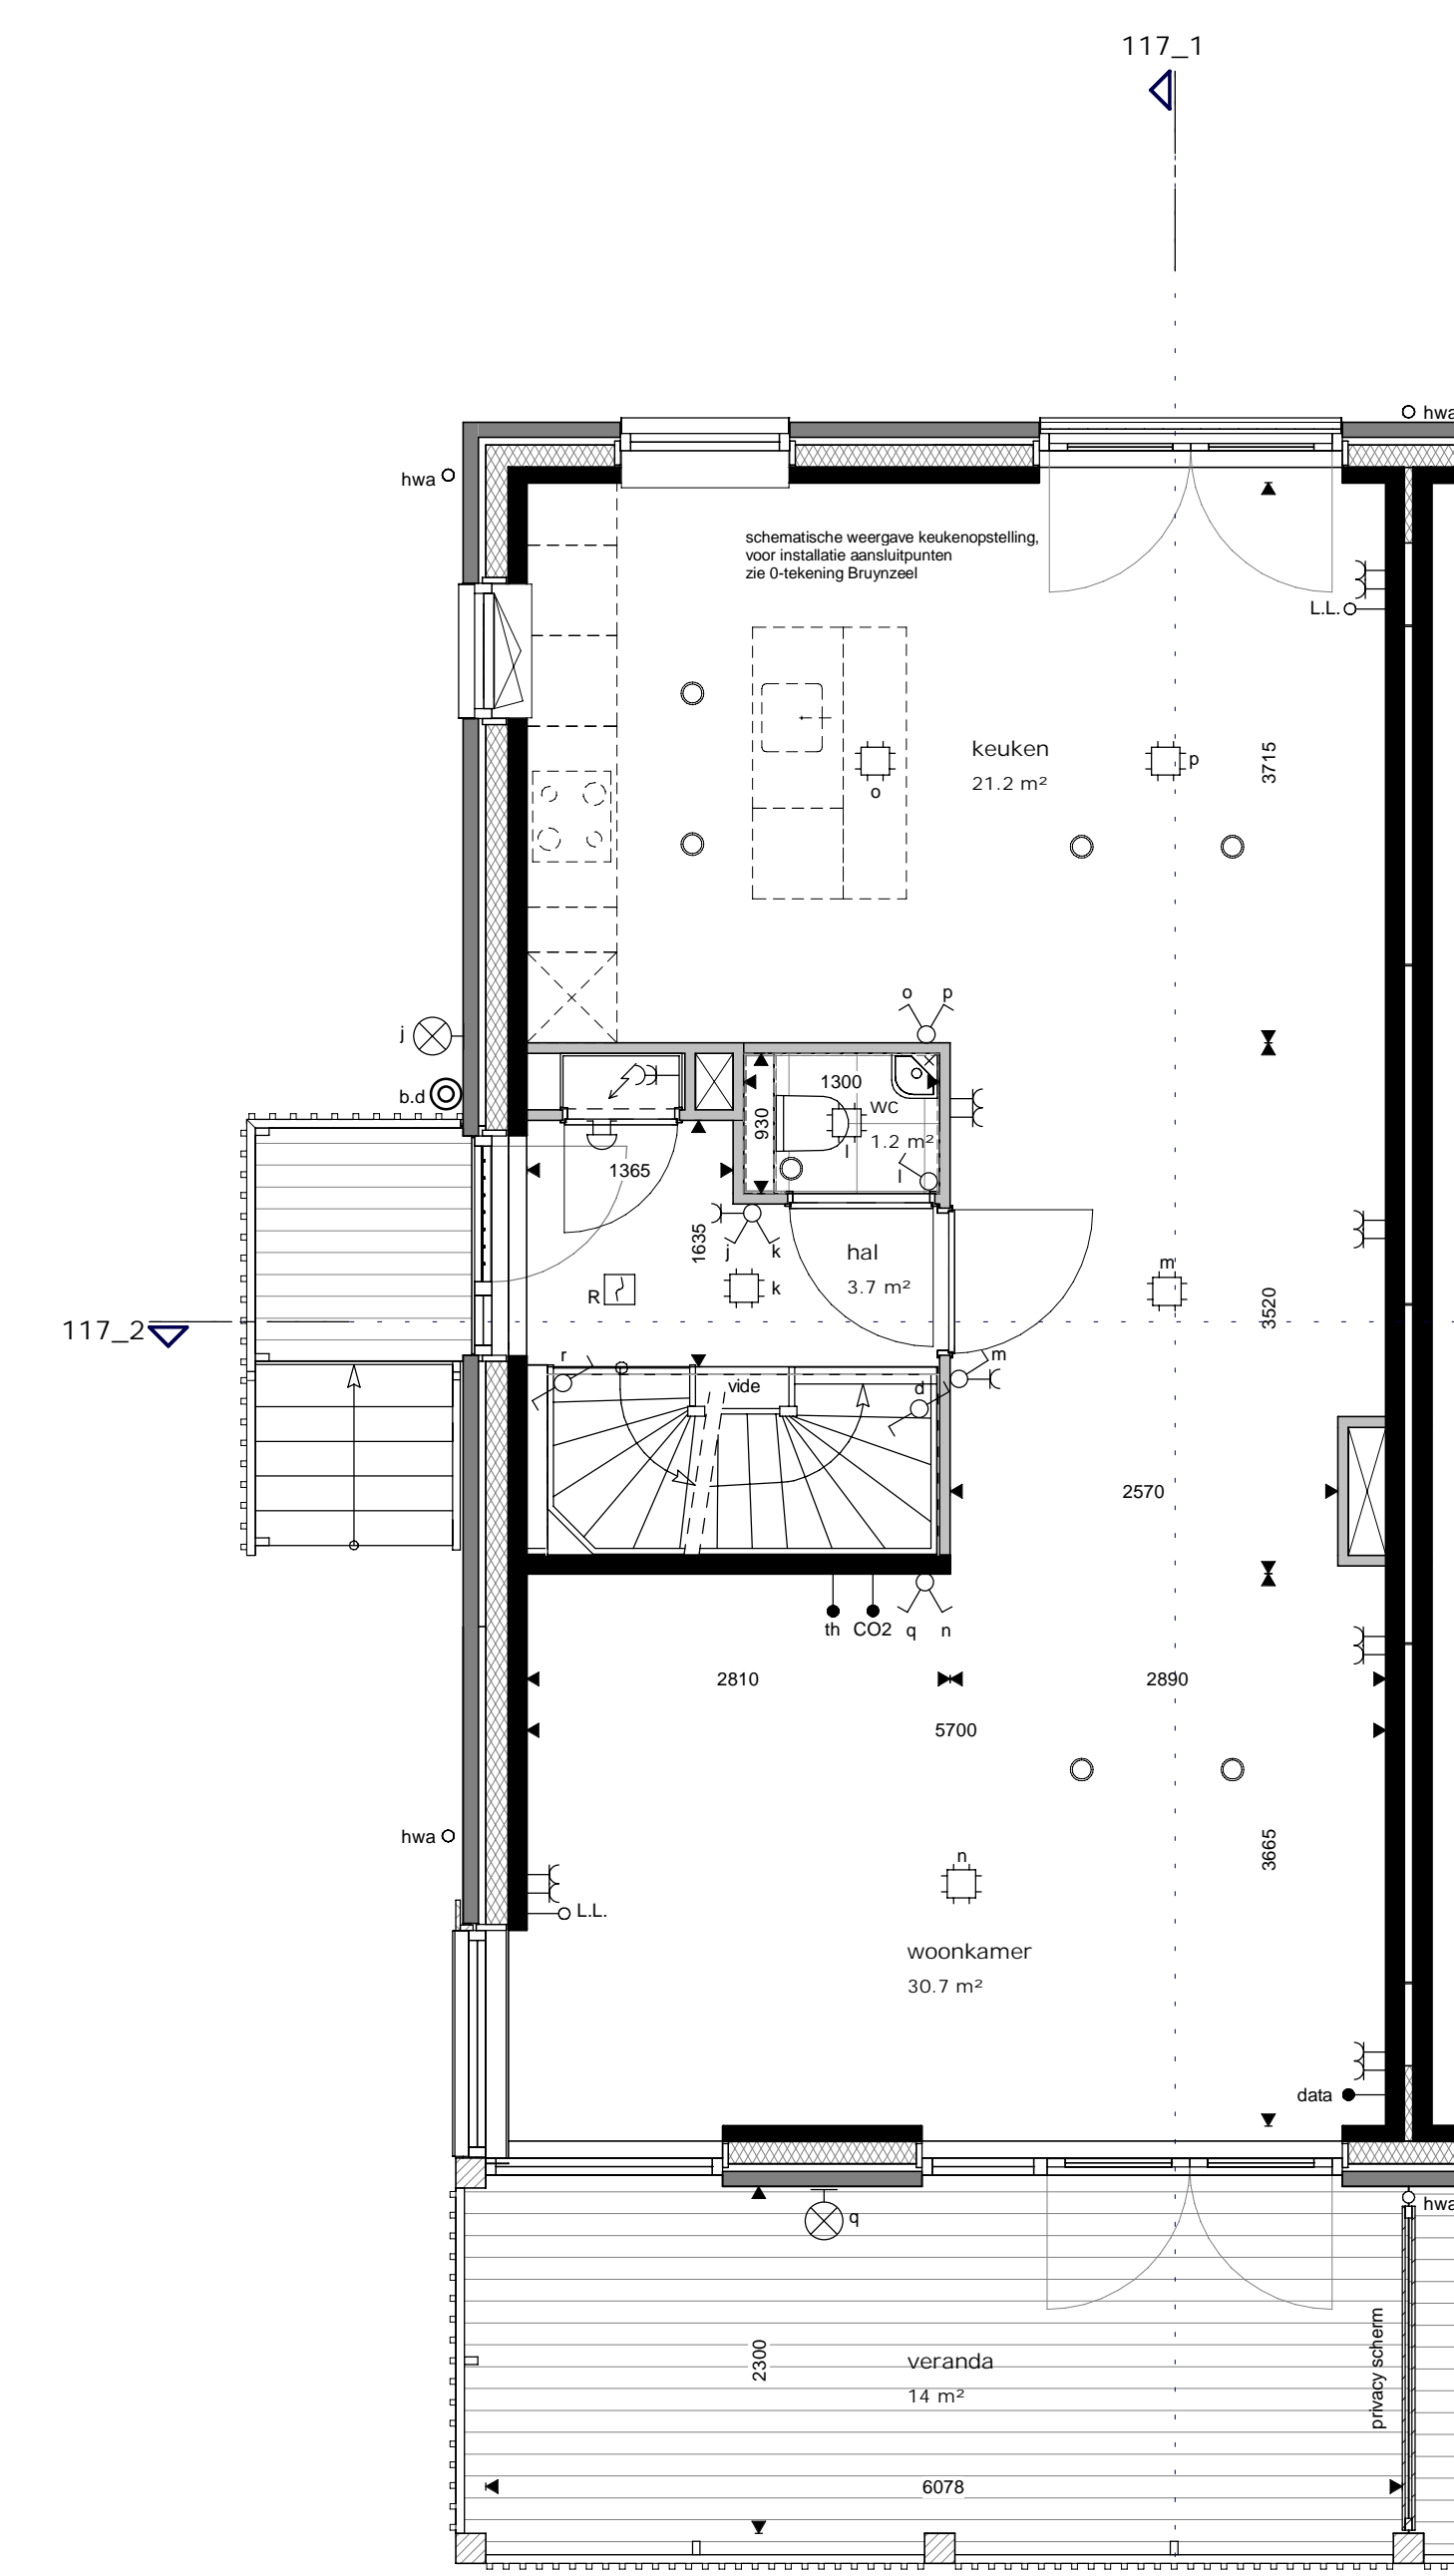 117_1
hwa
hwa
schematische weergave keukenopstelling,
voor installatie aansluitpunten
zie 0-tekening Bruynzeel
L.L.
keuken
21.2 m²
p
3715
o
o p
j
b.d
1300
WC
930
1.2 m²
l
l
1365
1635
j k
hal
3.7 m²
m
R
k
3520
117_2
r
vide
m
d
2570
th CO2 q n
2810
2890
5700
hwa
n
3665
L.L.
woonkamer
30.7 m²
data
q
hwa
privacy scherm
2300
veranda
14 m²
6078